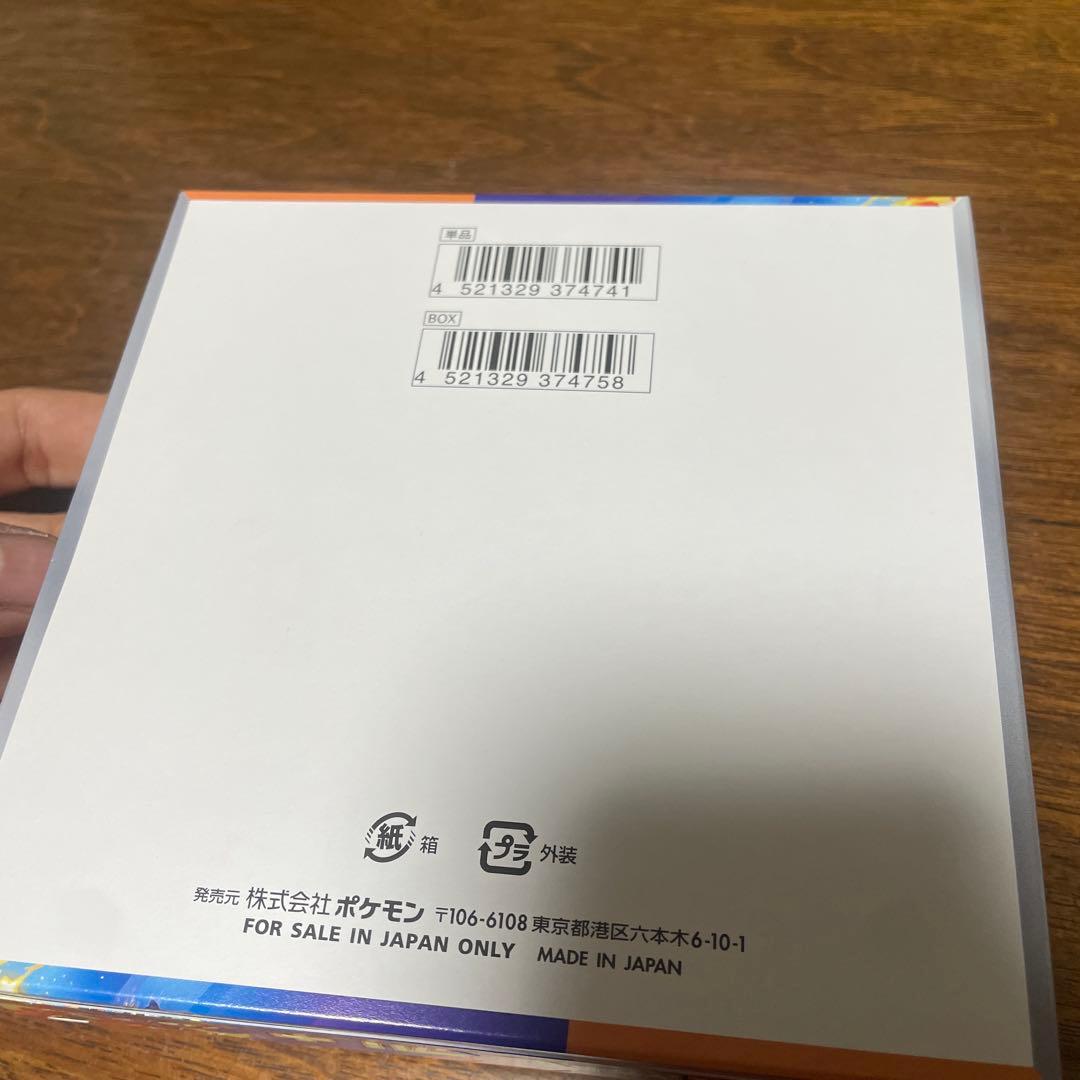 単品
4 521329 374741
BOX
4 521329 374758
紙 箱 プラ 外装
発売元 株式会社 ポケモン 〒106-6108 東京都港区六本木6-10-1
FOR SALE IN JAPAN ONLY MADE IN JAPAN